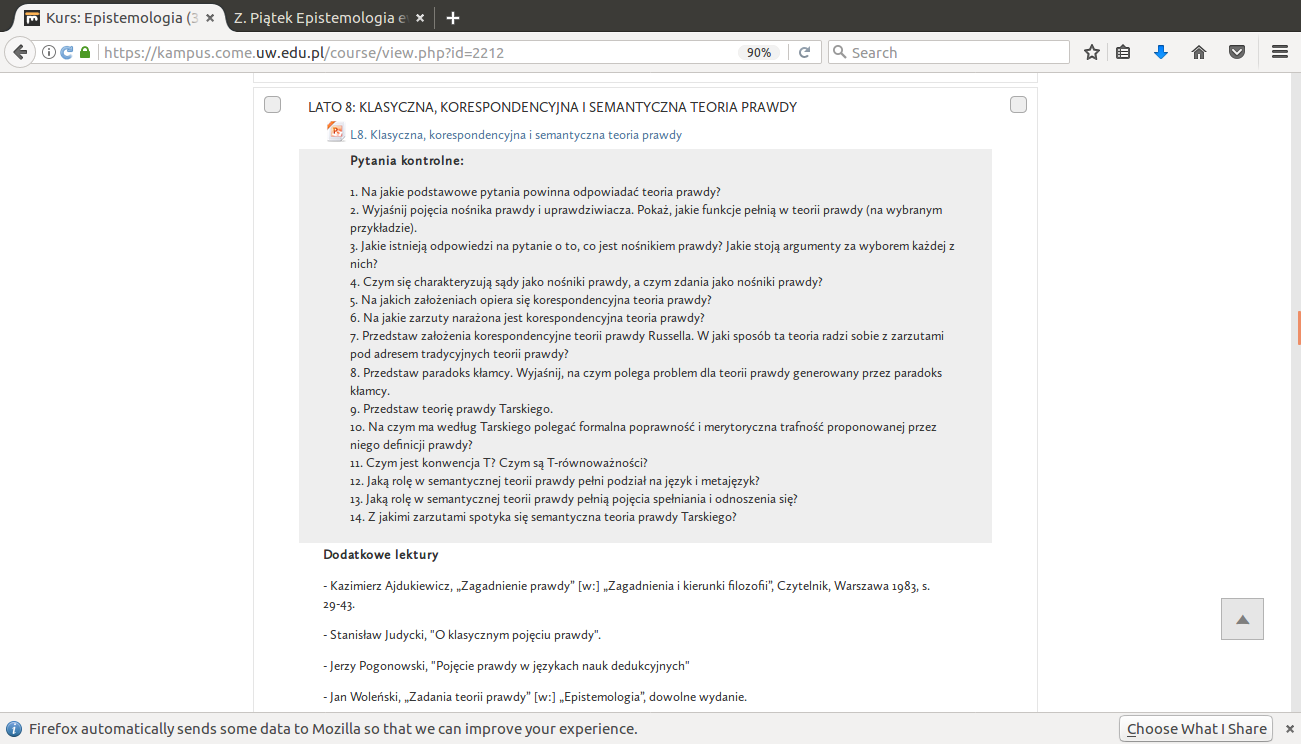 Kurs: Epistemologia (3
Z. Piątek Epistemologia e
https://kampus.come.uw.edu.pl/course/view.php?id=2212
90%
Search
LATO 8: KLASYCZNA, KORESPONDENCYJNA I SEMANTYCZNA TEORIA PRAWDY
L8. Klasyczna, korespondencyjna i semantyczna teoria prawdy
Pytania kontrolne:
1. Na jakie podstawowe pytania powinna odpowiadać teoria prawdy?
2. Wyjaśnij pojęcia nośnika prawdy i uprawdziwiacza. Pokaż, jakie funkcje pełnią w teorii prawdy (na wybranym
przykładzie).
3. Jakie istnieją odpowiedzi na pytanie o to, co jest nośnikiem prawdy? Jakie stoją argumenty za wyborem każdej z
nich?
4. Czym się charakteryzują sądy jako nośniki prawdy, a czym zdania jako nośniki prawdy?
5. Na jakich założeniach opiera się korespondencyjna teoria prawdy?
6. Na jakie zarzuty narażona jest korespondencyjna teoria prawdy?
7. Przedstaw założenia korespondencyjne teorii prawdy Russella. W jaki sposób ta teoria radzi sobie z zarzutami
pod adresem tradycyjnych teorii prawdy?
8. Przedstaw paradoks kłamcy. Wyjaśnij, na czym polega problem dla teorii prawdy generowany przez paradoks
kłamcy.
9. Przedstaw teorię prawdy Tarskiego.
10. Na czym ma według Tarskiego polegać formalna poprawność i merytoryczna trafność proponowanej przez
niego definicji prawdy?
11. Czym jest konwencja T? Czym są T-równoważności?
12. Jaką rolę w semantycznej teorii prawdy pełni podział na język i metajęzyk?
13. Jaką rolę w semantycznej teorii prawdy pełnią pojęcia spełniania i odnoszenia się?
14. Z jakimi zarzutami spotyka się semantyczna teoria prawdy Tarskiego?
Dodatkowe lektury
- Kazimierz Ajdukiewicz, „Zagadnienie prawdy” [w:] „Zagadnienia i kierunki filozofii”, Czytelnik, Warszawa 1983, s.
29-43.
- Stanisław Judycki, "O klasycznym pojęciu prawdy".
- Jerzy Pogonowski, "Pojęcie prawdy w językach nauk dedukcyjnych"
- Jan Woleński, „Zadania teorii prawdy” [w:] „Epistemologia”, dowolne wydanie.
Firefox automatically sends some data to Mozilla so that we can improve your experience.
Choose What I Share